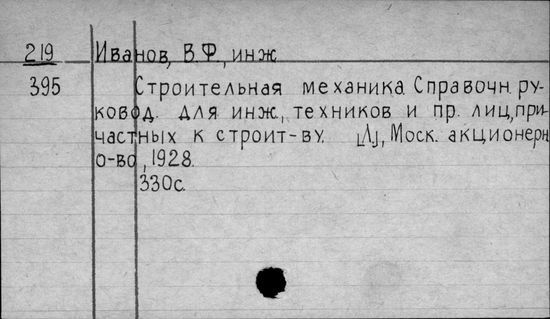 219 Иванов, В.Ф., инж
395 Строительная механика. Справочн. ру-
ковод. для инж., техников и пр. лиц, при-
частных к строит-ву. [Л], Моск. акционерн
о-во, 1928.
330с.